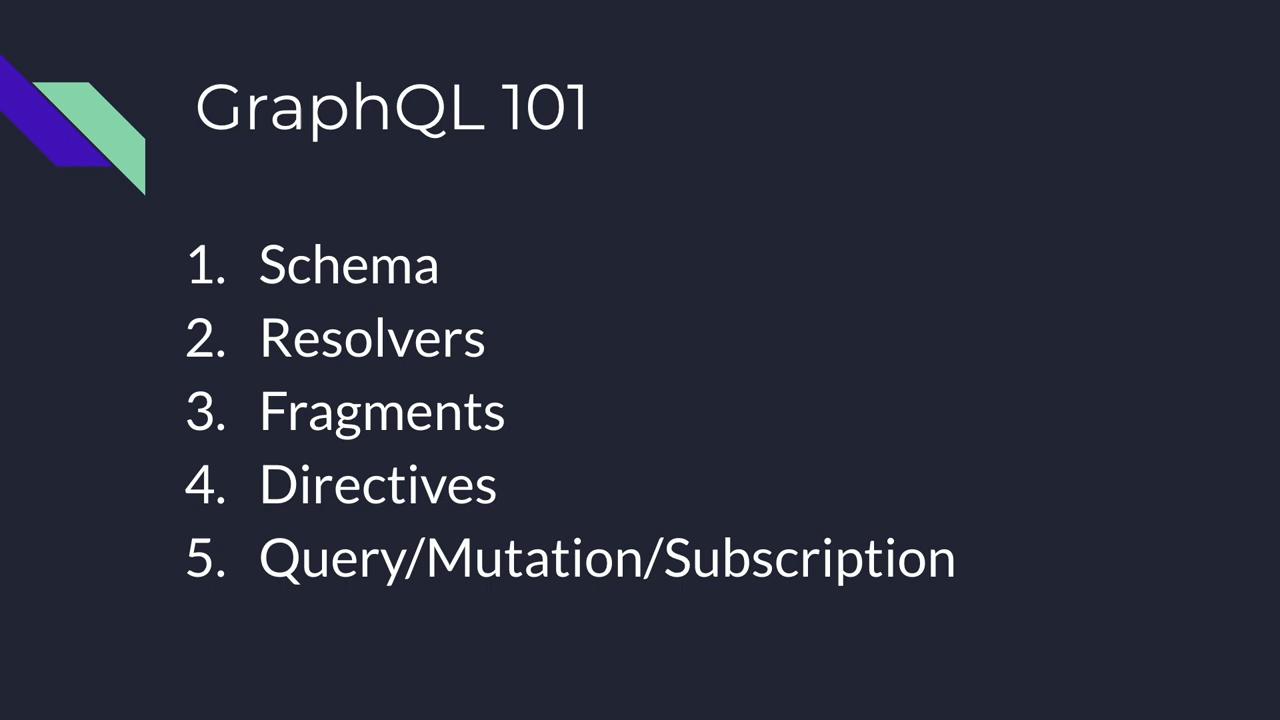 GraphQL 101
1. Schema
2. Resolvers
3. Fragments
4. Directives
5. Query/Mutation/Subscription